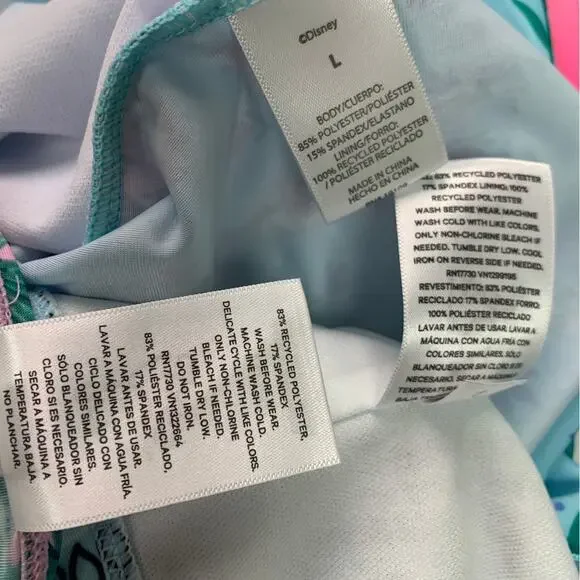 ©Disney
L
BODY/CUERPO:
85% POLYESTER/POLIÉSTER
15% SPANDEX/ELASTANO
LINING/FORRO:
100% RECYCLED POLYESTER
/ POLIÉSTER RECICLADO
MADE IN CHINA
HECHO EN CHINA
83% RECYCLED POLYESTER
17% SPANDEX LINING: 100%
RECYCLED POLYESTER
WASH BEFORE WEAR. MACHINE
WASH COLD WITH LIKE COLORS.
ONLY NON-CHLORINE BLEACH IF
NEEDED. TUMBLE DRY LOW. COOL
IRON ON REVERSE SIDE IF NEEDED.
RN17730 VN1299195
REVESTIMIENTO: 83% POLIÉSTER
RECICLADO 17% SPANDEX FORRO:
100% POLIÉSTER RECICLADO
LAVAR ANTES DE USAR. LAVAR A
MÁQUINA CON AGUA FRÍA CON
COLORES SIMILARES. SOLO
BLANQUEADOR SIN CLORO SI ES
NECESARIO. SECAR A MÁQUINA A
TEMPERATURA
BAJA.
83% RECYCLED POLYESTER,
17% SPANDEX
WASH BEFORE WEAR.
MACHINE WASH COLD.
DELICATE CYCLE WITH LIKE COLORS.
ONLY NON-CHLORINE
BLEACH IF NEEDED.
TUMBLE DRY LOW.
DO NOT IRON.
RN17730 VN1322664
83% POLIÉSTER RECICLADO,
17% SPANDEX
LAVAR ANTES DE USAR.
LAVAR A MÁQUINA CON AGUA FRÍA.
CICLO DELICADO CON
COLORES SIMILARES.
SÓLO BLANQUEADOR SIN
CLORO SI ES NECESARIO.
SECAR A MÁQUINA A
TEMPERATURA BAJA.
NO PLANCHAR.